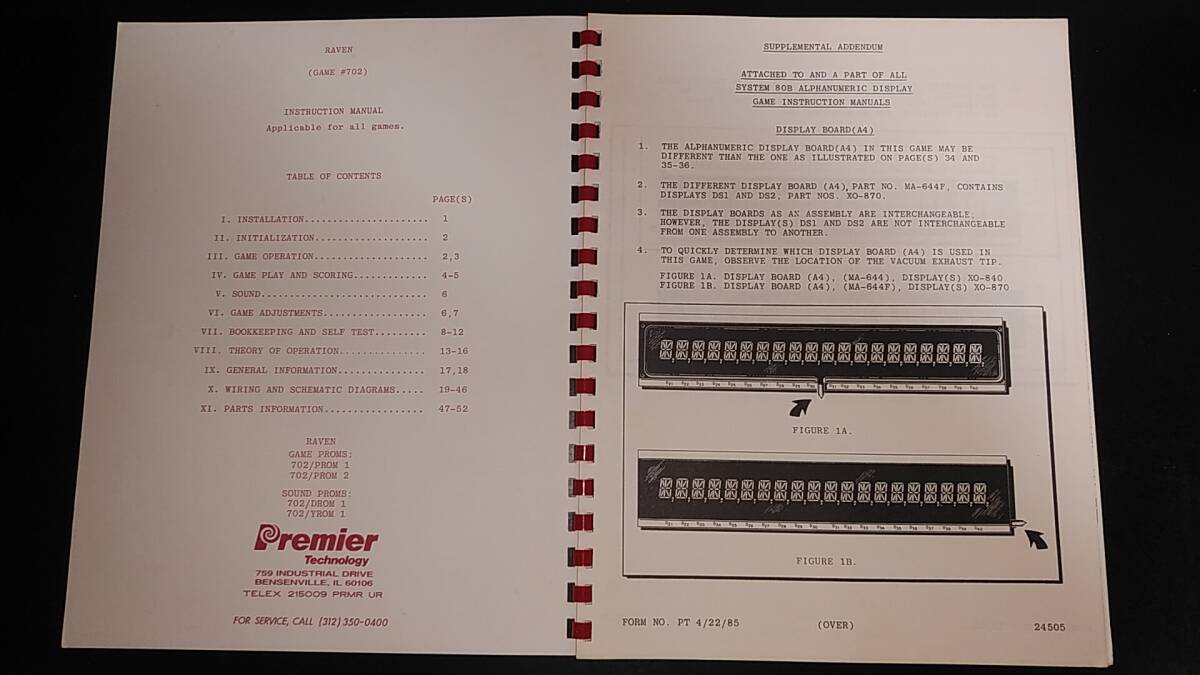 RAVEN
(GAME #702)
INSTRUCTION MANUAL
Applicable for all games.
TABLE OF CONTENTS
PAGE(S)
I. INSTALLATION...................... 1
II. INITIALIZATION.................... 2
III. GAME OPERATION.................... 2,3
IV. GAME PLAY AND SCORING............. 4-5
V. SOUND............................. 6
VI. GAME ADJUSTMENTS.................. 6,7
VII. BOOKKEEPING AND SELF TEST......... 8-12
VIII. THEORY OF OPERATION............... 13-16
IX. GENERAL INFORMATION............... 17,18
X. WIRING AND SCHEMATIC DIAGRAMS..... 19-46
XI. PARTS INFORMATION................. 47-52
RAVEN
GAME PROMS:
702/PROM 1
702/PROM 2
SOUND PROMS:
702/DROM 1
702/YROM 1
Premier
Technology
759 INDUSTRIAL DRIVE
BENSENVILLE, IL 60106
TELEX 215009 PRMR UR
FOR SERVICE, CALL (312) 350-0400
SUPPLEMENTAL ADDENDUM
ATTACHED TO AND A PART OF ALL
SYSTEM 80B ALPHANUMERIC DISPLAY
GAME INSTRUCTION MANUALS
DISPLAY BOARD(A4)
1. THE ALPHANUMERIC DISPLAY BOARD(A4) IN THIS GAME MAY BE
DIFFERENT THAN THE ONE AS ILLUSTRATED ON PAGE(S) 34 AND
35-36.
2. THE DIFFERENT DISPLAY BOARD (A4), PART NO. MA-644F, CONTAINS
DISPLAYS DS1 AND DS2, PART NOS. XO-870.
3. THE DISPLAY BOARDS AS AN ASSEMBLY ARE INTERCHANGEABLE;
HOWEVER, THE DISPLAY(S) DS1 AND DS2 ARE NOT INTERCHANGEABLE
FROM ONE ASSEMBLY TO ANOTHER.
4. TO QUICKLY DETERMINE WHICH DISPLAY BOARD (A4) IS USED IN
THIS GAME, OBSERVE THE LOCATION OF THE VACUUM EXHAUST TIP.
FIGURE 1A. DISPLAY BOARD (A4), (MA-644), DISPLAY(S) XO-840
FIGURE 1B. DISPLAY BOARD (A4), (MA-644F), DISPLAY(S) XO-870
FIGURE 1A.
FIGURE 1B.
FORM NO. PT 4/22/85 (OVER) 24505